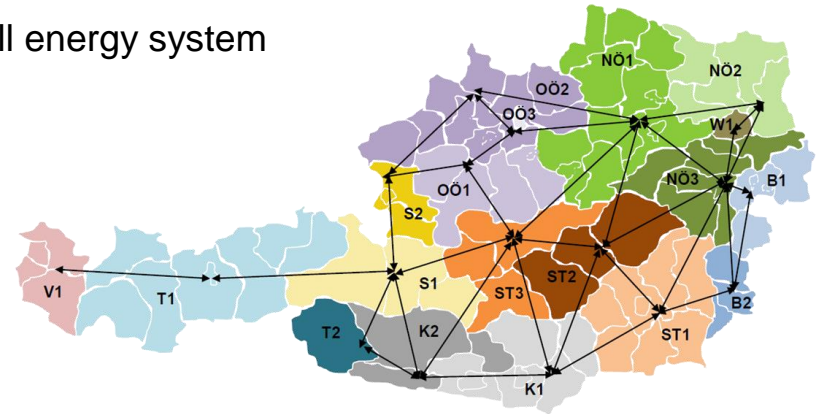 ll energy system
NÖ1
NÖ2
OÖ2
OÖ3
W1
NÖ3
B1
OÖ1
S2
V1
T1
S1
ST3
ST2
B2
T2
K2
ST1
K1